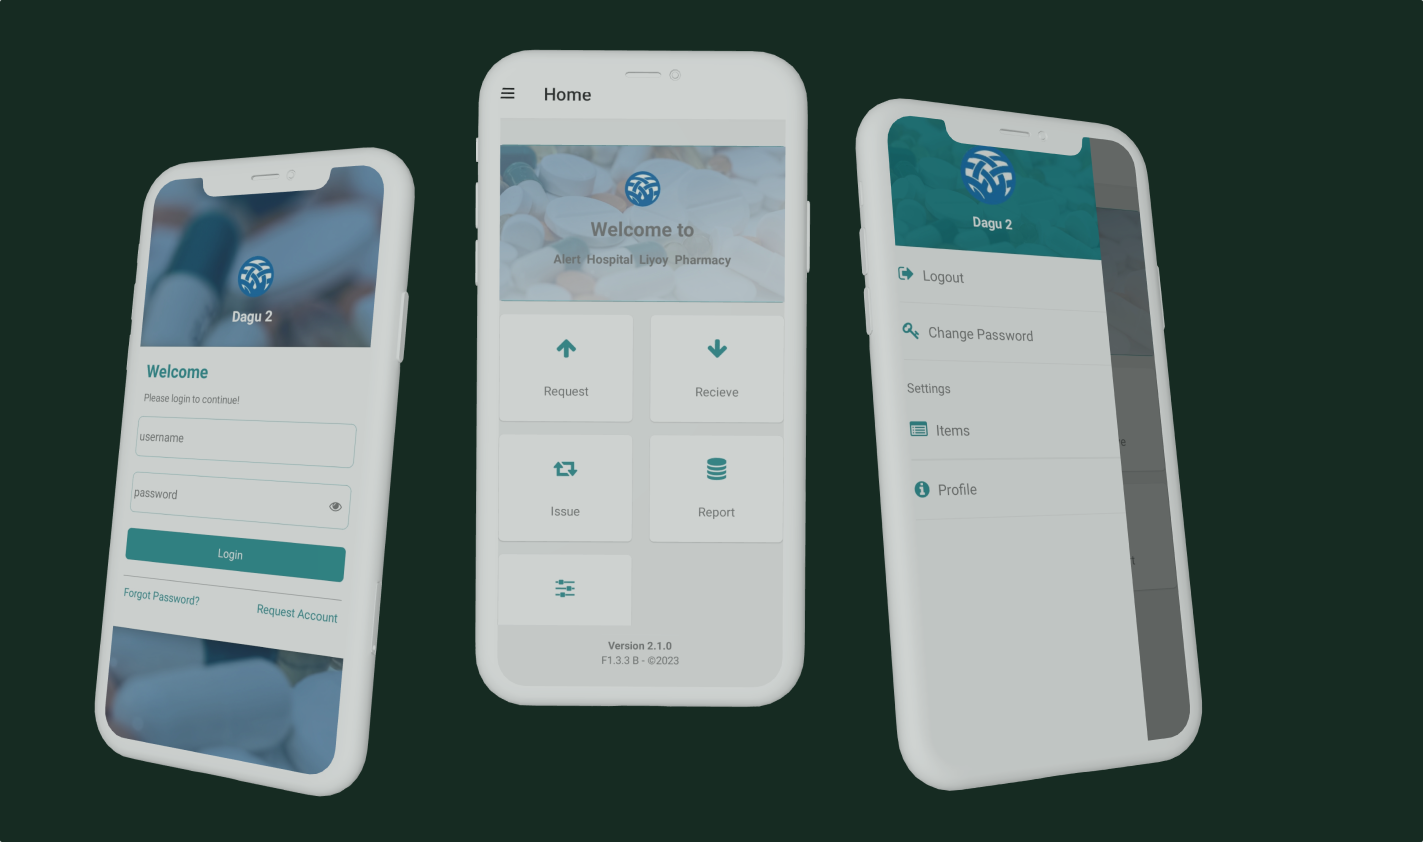 Dagu 2
Welcome
Please login to continue!
username
password
Login
Forgot Password?
Request Account
Home
Welcome to
Alert Hospital Liyoy Pharmacy
Request
Recieve
Issue
Report
Version 2.1.0
F1.3.3 B - ©2023
Dagu 2
Logout
Change Password
Settings
Items
Profile